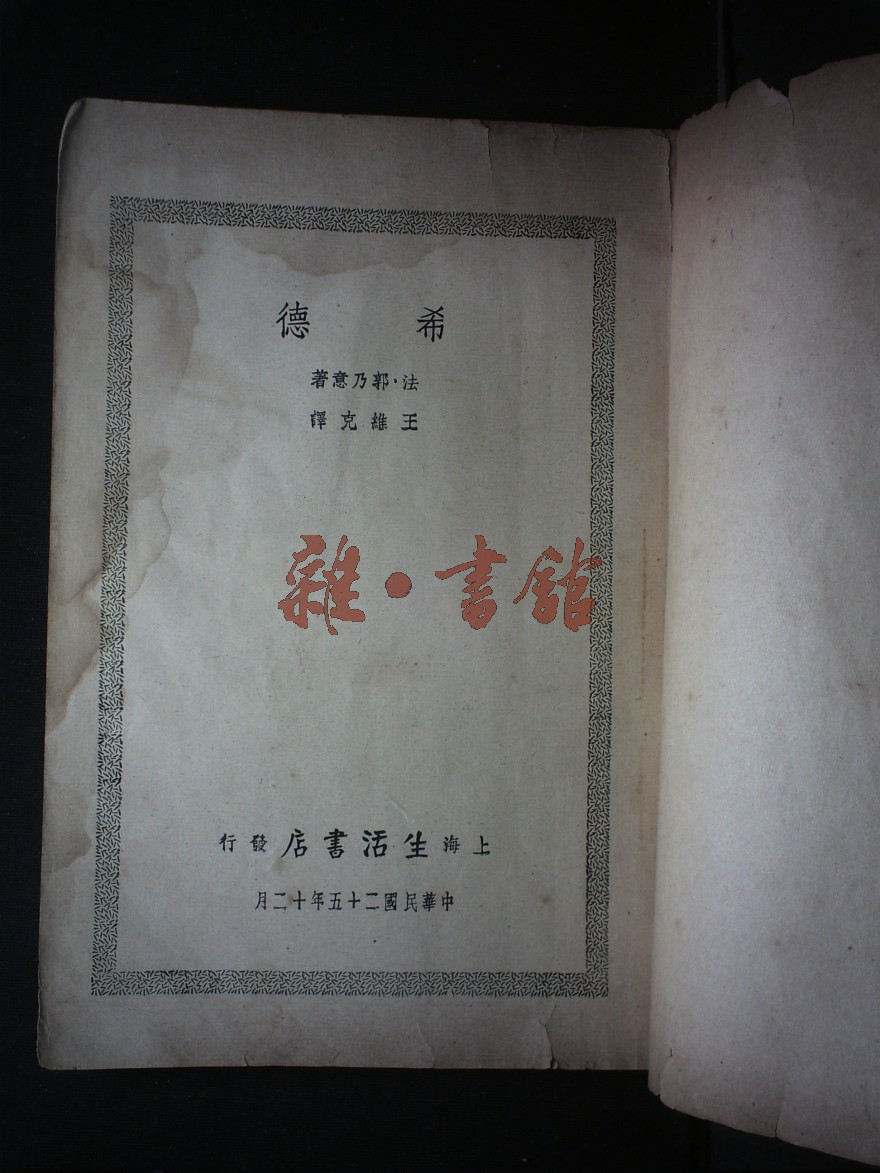 希德
法·郭乃意著
王維克譯
雜·書館
上海生活書店發行
中華民國二十五年十二月